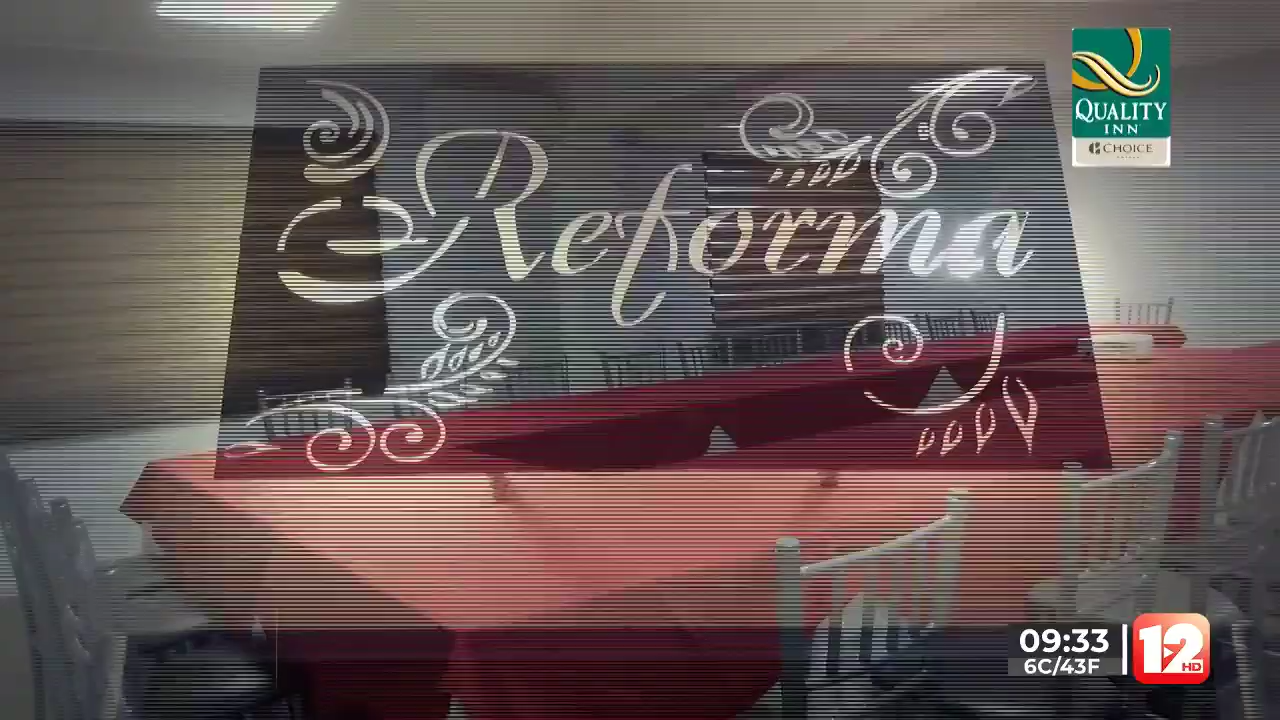 Reforma
QUALITY
INN
CHOICE
09:33
6C/43F
12
HD